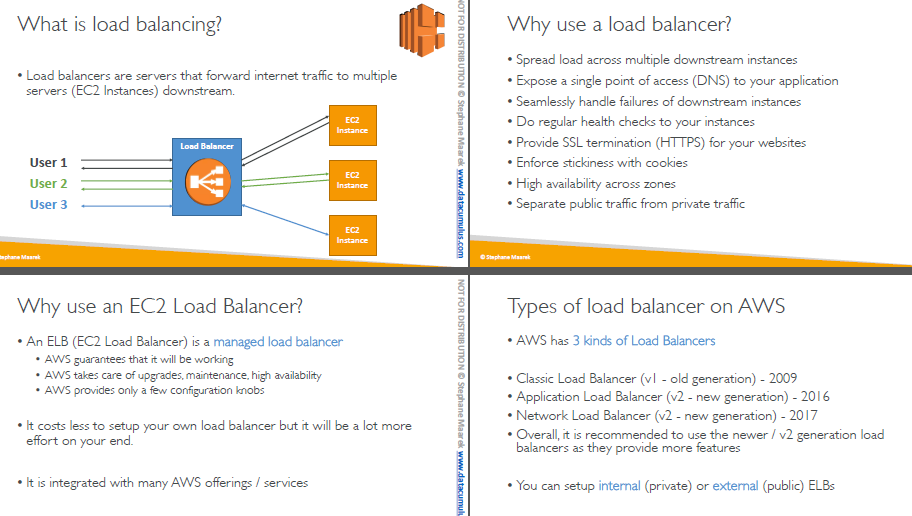 What is load balancing?
• Load balancers are servers that forward internet traffic to multiple
servers (EC2 Instances) downstream.
Load Balancer
User 1
User 2
User 3
EC2
Instance
EC2
Instance
EC2
Instance
Stephane Maarek
NOT FOR DISTRIBUTION © Stephane Maarek www.datacumulus.com
Why use a load balancer?
• Spread load across multiple downstream instances
• Expose a single point of access (DNS) to your application
• Seamlessly handle failures of downstream instances
• Do regular health checks to your instances
• Provide SSL termination (HTTPS) for your websites
• Enforce stickiness with cookies
• High availability across zones
• Separate public traffic from private traffic
© Stephane Maarek
Why use an EC2 Load Balancer?
• An ELB (EC2 Load Balancer) is a managed load balancer
• AWS guarantees that it will be working
• AWS takes care of upgrades, maintenance, high availability
• AWS provides only a few configuration knobs
• It costs less to setup your own load balancer but it will be a lot more
effort on your end.
• It is integrated with many AWS offerings / services
NOT FOR DISTRIBUTION © Stephane Maarek www.datacumulus
Types of load balancer on AWS
• AWS has 3 kinds of Load Balancers
• Classic Load Balancer (v1 - old generation) - 2009
• Application Load Balancer (v2 - new generation) - 2016
• Network Load Balancer (v2 - new generation) - 2017
• Overall, it is recommended to use the newer / v2 generation load
balancers as they provide more features
• You can setup internal (private) or external (public) ELBs